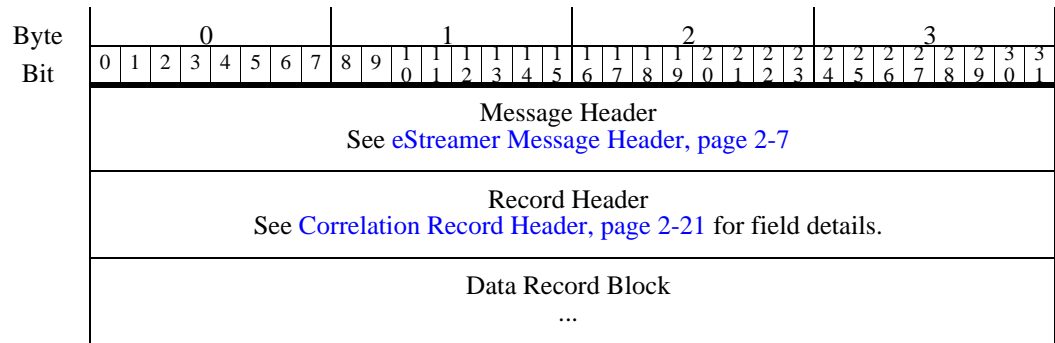 Byte 0 1 2 3
Bit 0 1 2 3 4 5 6 7 8 9 10 11 12 13 14 15 16 17 18 19 20 21 22 23 24 25 26 27 28 29 30 31
Message Header
See eStreamer Message Header, page 2-7
Record Header
See Correlation Record Header, page 2-21 for field details.
Data Record Block
...